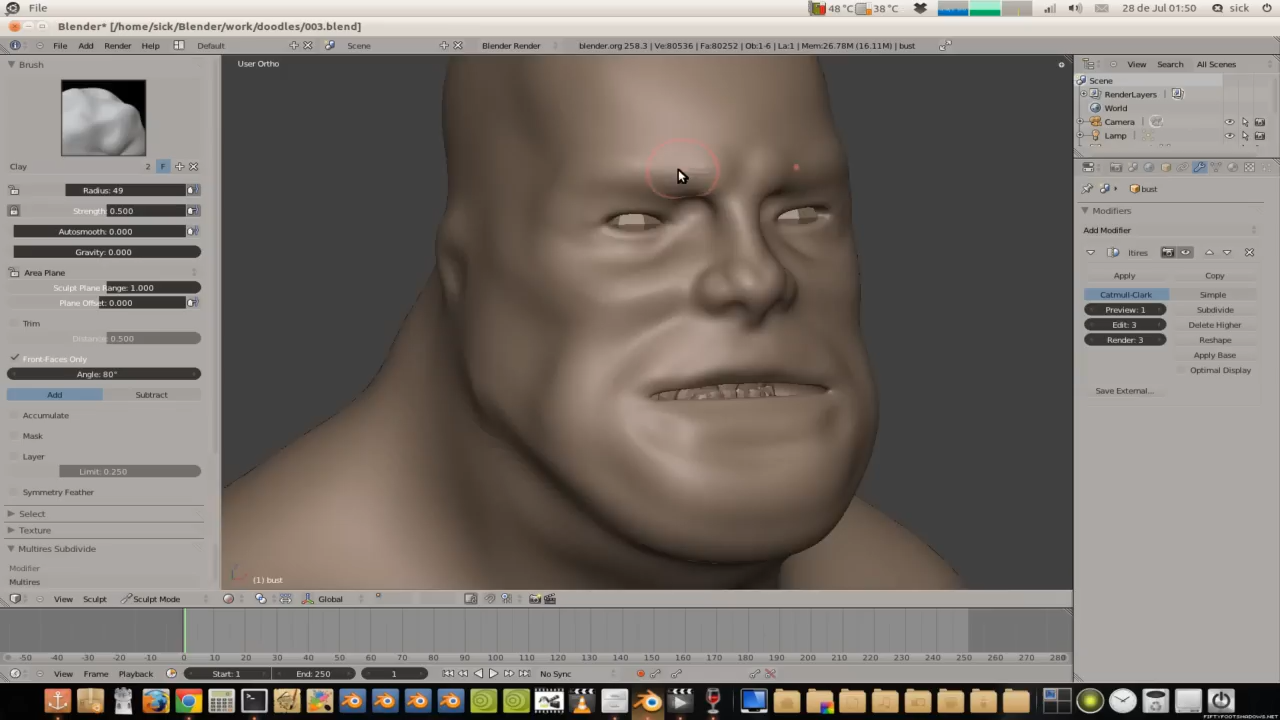 File
48 °C
38 °C
28 de Jul 01:50
sick
Blender* [/home/sick/Blender/work/doodles/003.blend]
File Add Render Help
Default
Scene
Blender Render
blender.org 258.3 | Ve:80536 | Fa:80252 | Ob:1-6 | La:1 | Mem:26.78M (16.11M) | bust
Brush
User Ortho
View Search All Scenes
Scene
RenderLayers
World
Camera
Lamp
Clay 2 F
Radius: 49
Strength: 0.500
Autosmooth: 0.000
Gravity: 0.000
Area Plane
Sculpt Plane Range: 1.000
Plane Offset: 0.000
Trim
Distance: 0.500
Front-Faces Only
Angle: 80°
Add Subtract
Accumulate
Mask
Layer
Limit: 0.250
Symmetry Feather
Select
Texture
Multires Subdivide
Modifier
Multires
bust
Modifiers
Add Modifier
ltires
Apply Copy
Catmull-Clark Simple
Preview: 1 Subdivide
Edit: 3 Delete Higher
Render: 3 Reshape
Apply Base
Optimal Display
Save External...
(1) bust
View Sculpt Sculpt Mode Global
-50 -40 -30 -20 -10 0 10 20 30 40 50 60 70 80 90 100 110 120 130 140 150 160 170 180 190 200 210 220 230 240 250 260 270 280
View Frame Playback Start: 1 End: 250 1 No Sync
FIFTYFOOTSHADOWS.NET